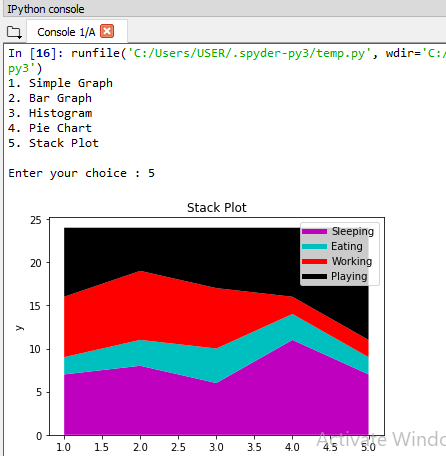 IPython console
Console 1/A
In [16]: runfile('C:/Users/USER/.spyder-py3/temp.py', wdir='C:/
py3')
1. Simple Graph
2. Bar Graph
3. Histogram
4. Pie Chart
5. Stack Plot
Enter your choice : 5
Stack Plot
25
20
15
10
5
0
y
Sleeping
Eating
Working
Playing
1.0 1.5 2.0 2.5 3.0 3.5 4.0 4.5 5.0
Activate Windo